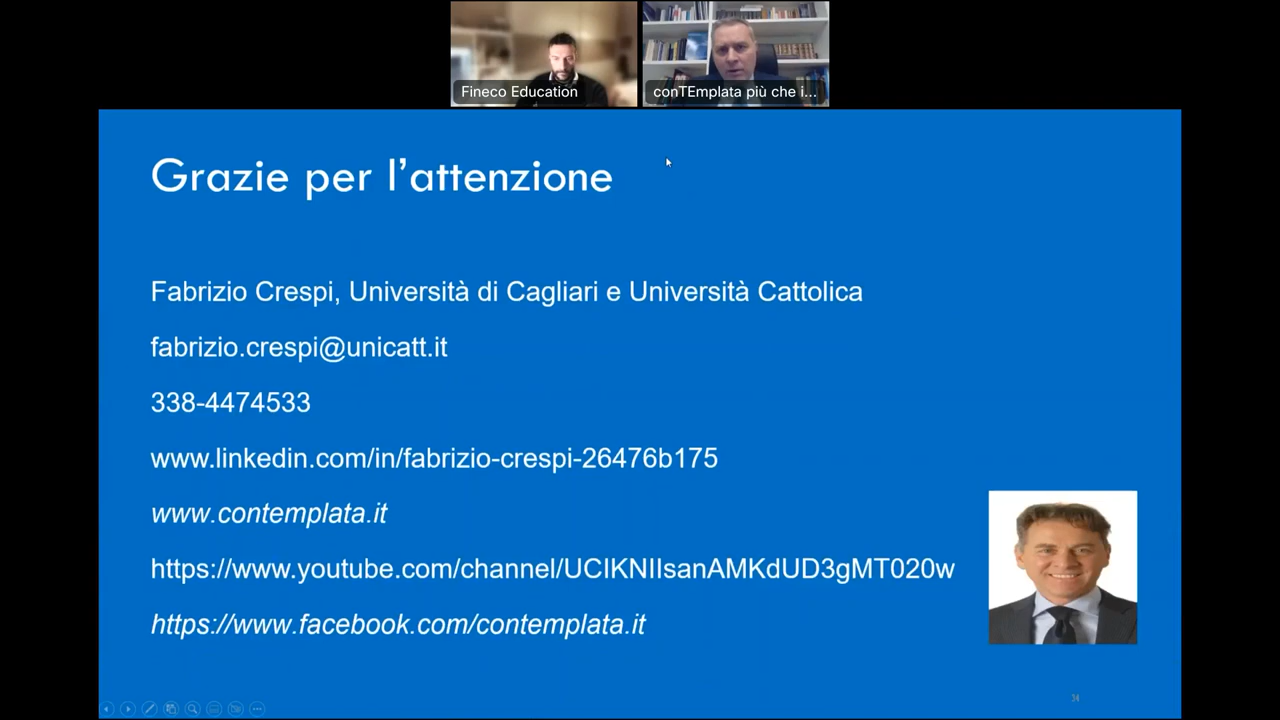 Fineco Education
conTEmplata più che i...
Grazie per l'attenzione
Fabrizio Crespi, Università di Cagliari e Università Cattolica
fabrizio.crespi@unicatt.it
338-4474533
www.linkedin.com/in/fabrizio-crespi-26476b175
www.contemplata.it
https://www.youtube.com/channel/UCIKNIIsanAMKdUD3gMT020w
https://www.facebook.com/contemplata.it
34